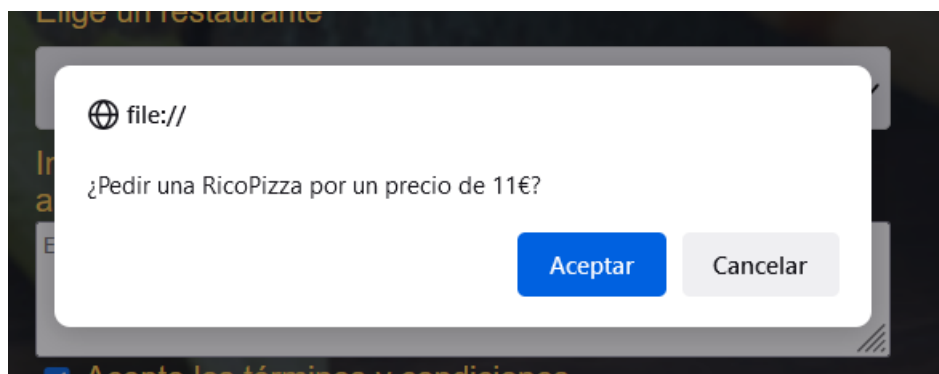 Elige un restaurante
file://
¿Pedir una RicoPizza por un precio de 11€?
Aceptar
Cancelar
Acepto los términos y condiciones